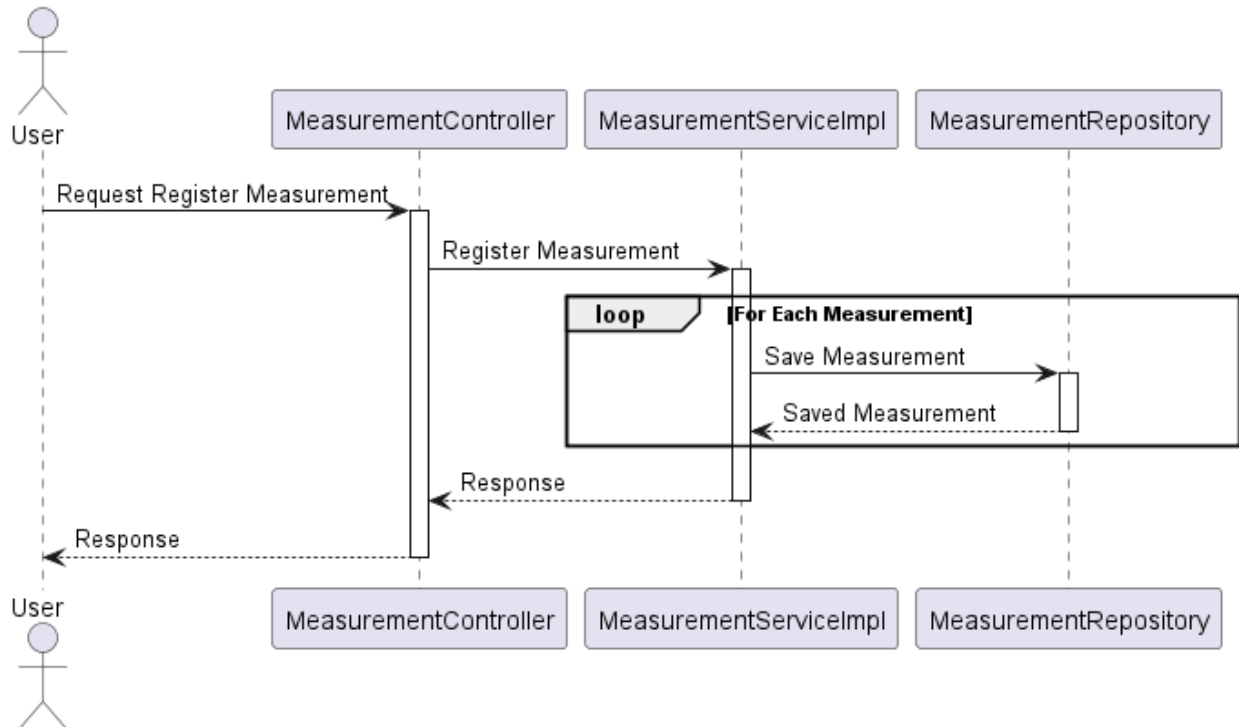 User
MeasurementController
MeasurementServiceImpl
MeasurementRepository
Request Register Measurement
Register Measurement
loop
[For Each Measurement]
Save Measurement
Saved Measurement
Response
Response
User
MeasurementController
MeasurementServiceImpl
MeasurementRepository